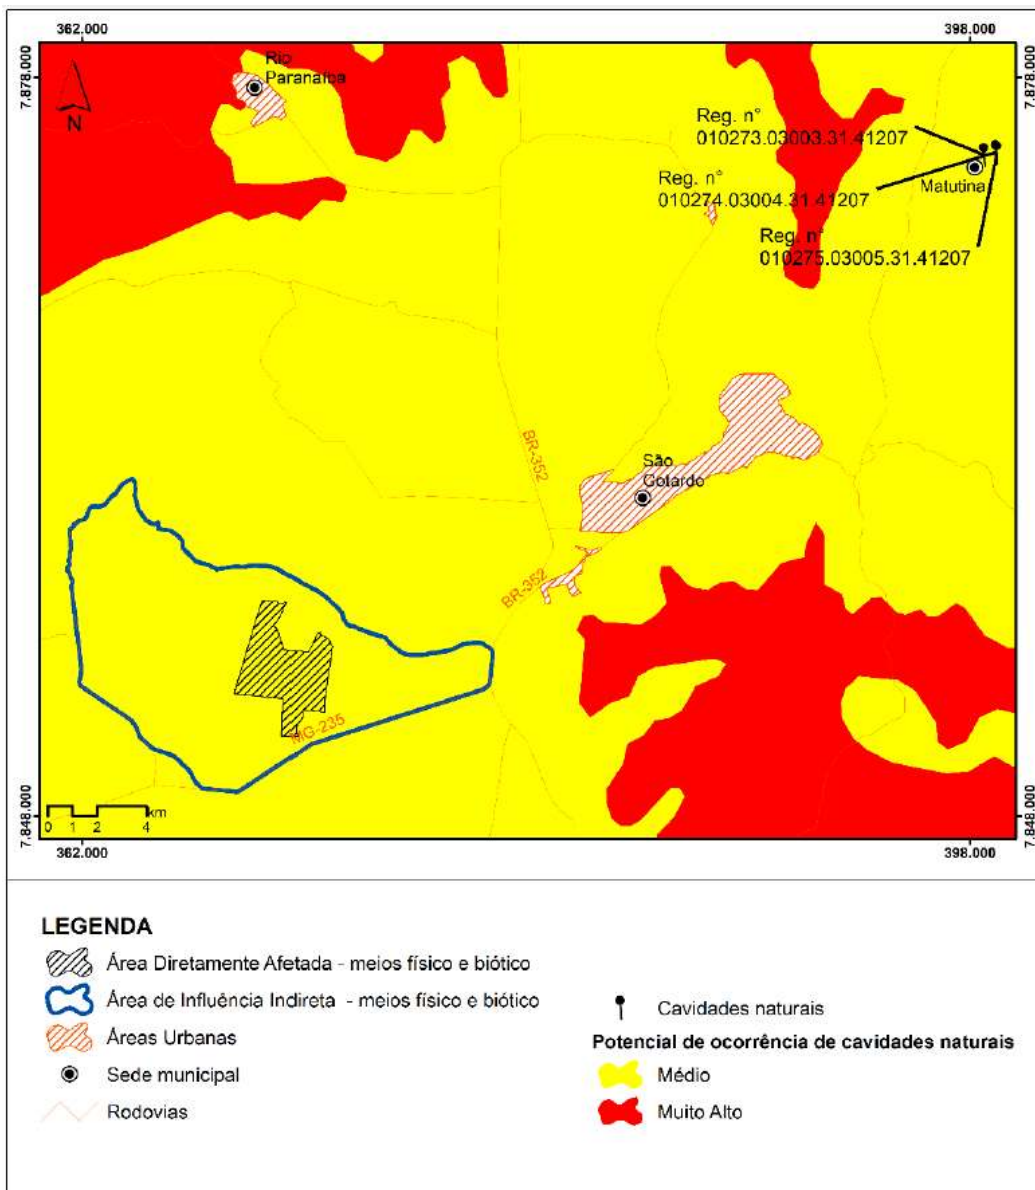 362.000
398.000
7.878.000
7.878.000
N
Rio
Paranaíba
Reg. n°
010273.03003.31.41207
Reg. n°
010274.03004.31.41207
Matutina
Reg. n°
010275.03005.31.41207
BR-352
São
Gotardo
BR-352
MG-235
km
0 1 2 4
7.848.000
7.848.000
362.000
398.000
LEGENDA
Área Diretamente Afetada - meios físico e biótico
Área de Influência Indireta - meios físico e biótico
Áreas Urbanas
Sede municipal
Rodovias
Cavidades naturais
Potencial de ocorrência de cavidades naturais
Médio
Muito Alto